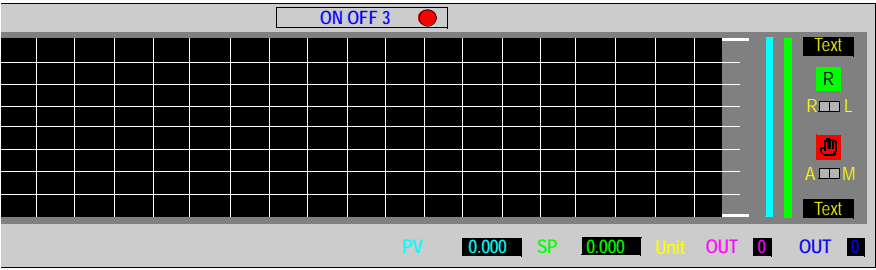 ON OFF 3
Text
R
R L
A M
Text
PV 0.000 SP 0.000 Unit OUT 0 OUT 0